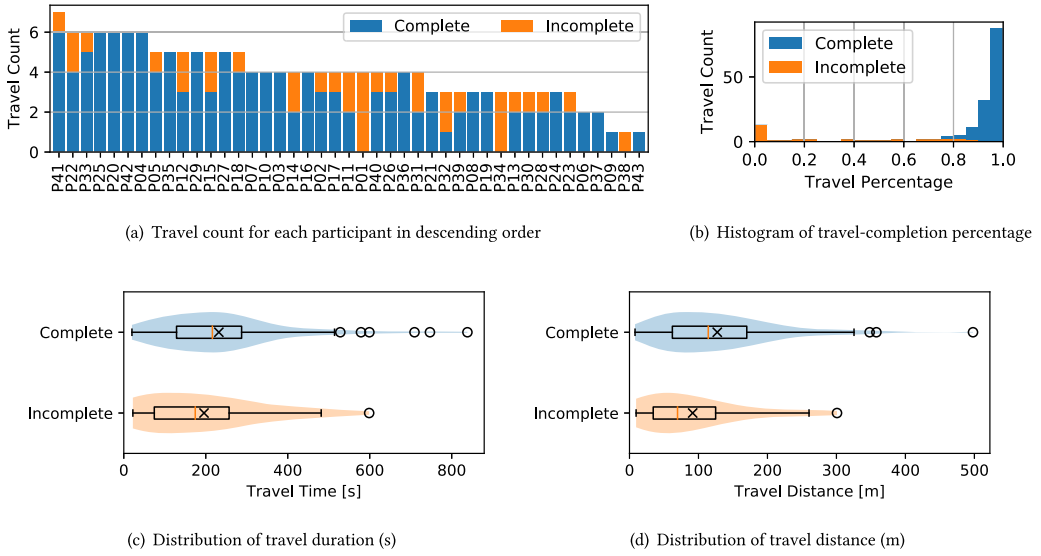 Travel Count
6
4
2
0
Complete Incomplete
P41 P22 P33 P25 P20 P42 P04 P05 P35 P12 P29 P15 P27 P18 P07 P10 P03 P14 P16 P02 P17 P11 P01 P40 P26 P36 P31 P21 P32 P39 P08 P19 P34 P13 P30 P28 P24 P23 P06 P37 P09 P38 P43
(a) Travel count for each participant in descending order
Travel Count
50
0
Complete
Incomplete
0.0 0.2 0.4 0.6 0.8 1.0
Travel Percentage
(b) Histogram of travel-completion percentage
Complete
Incomplete
0 200 400 600 800
Travel Time [s]
(c) Distribution of travel duration (s)
Complete
Incomplete
0 100 200 300 400 500
Travel Distance [m]
(d) Distribution of travel distance (m)